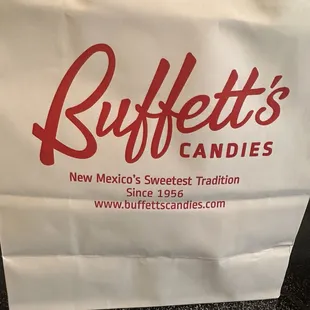 Buffett's
CANDIES
New Mexico's Sweetest Tradition
Since 1956
www.buffettscandies.com